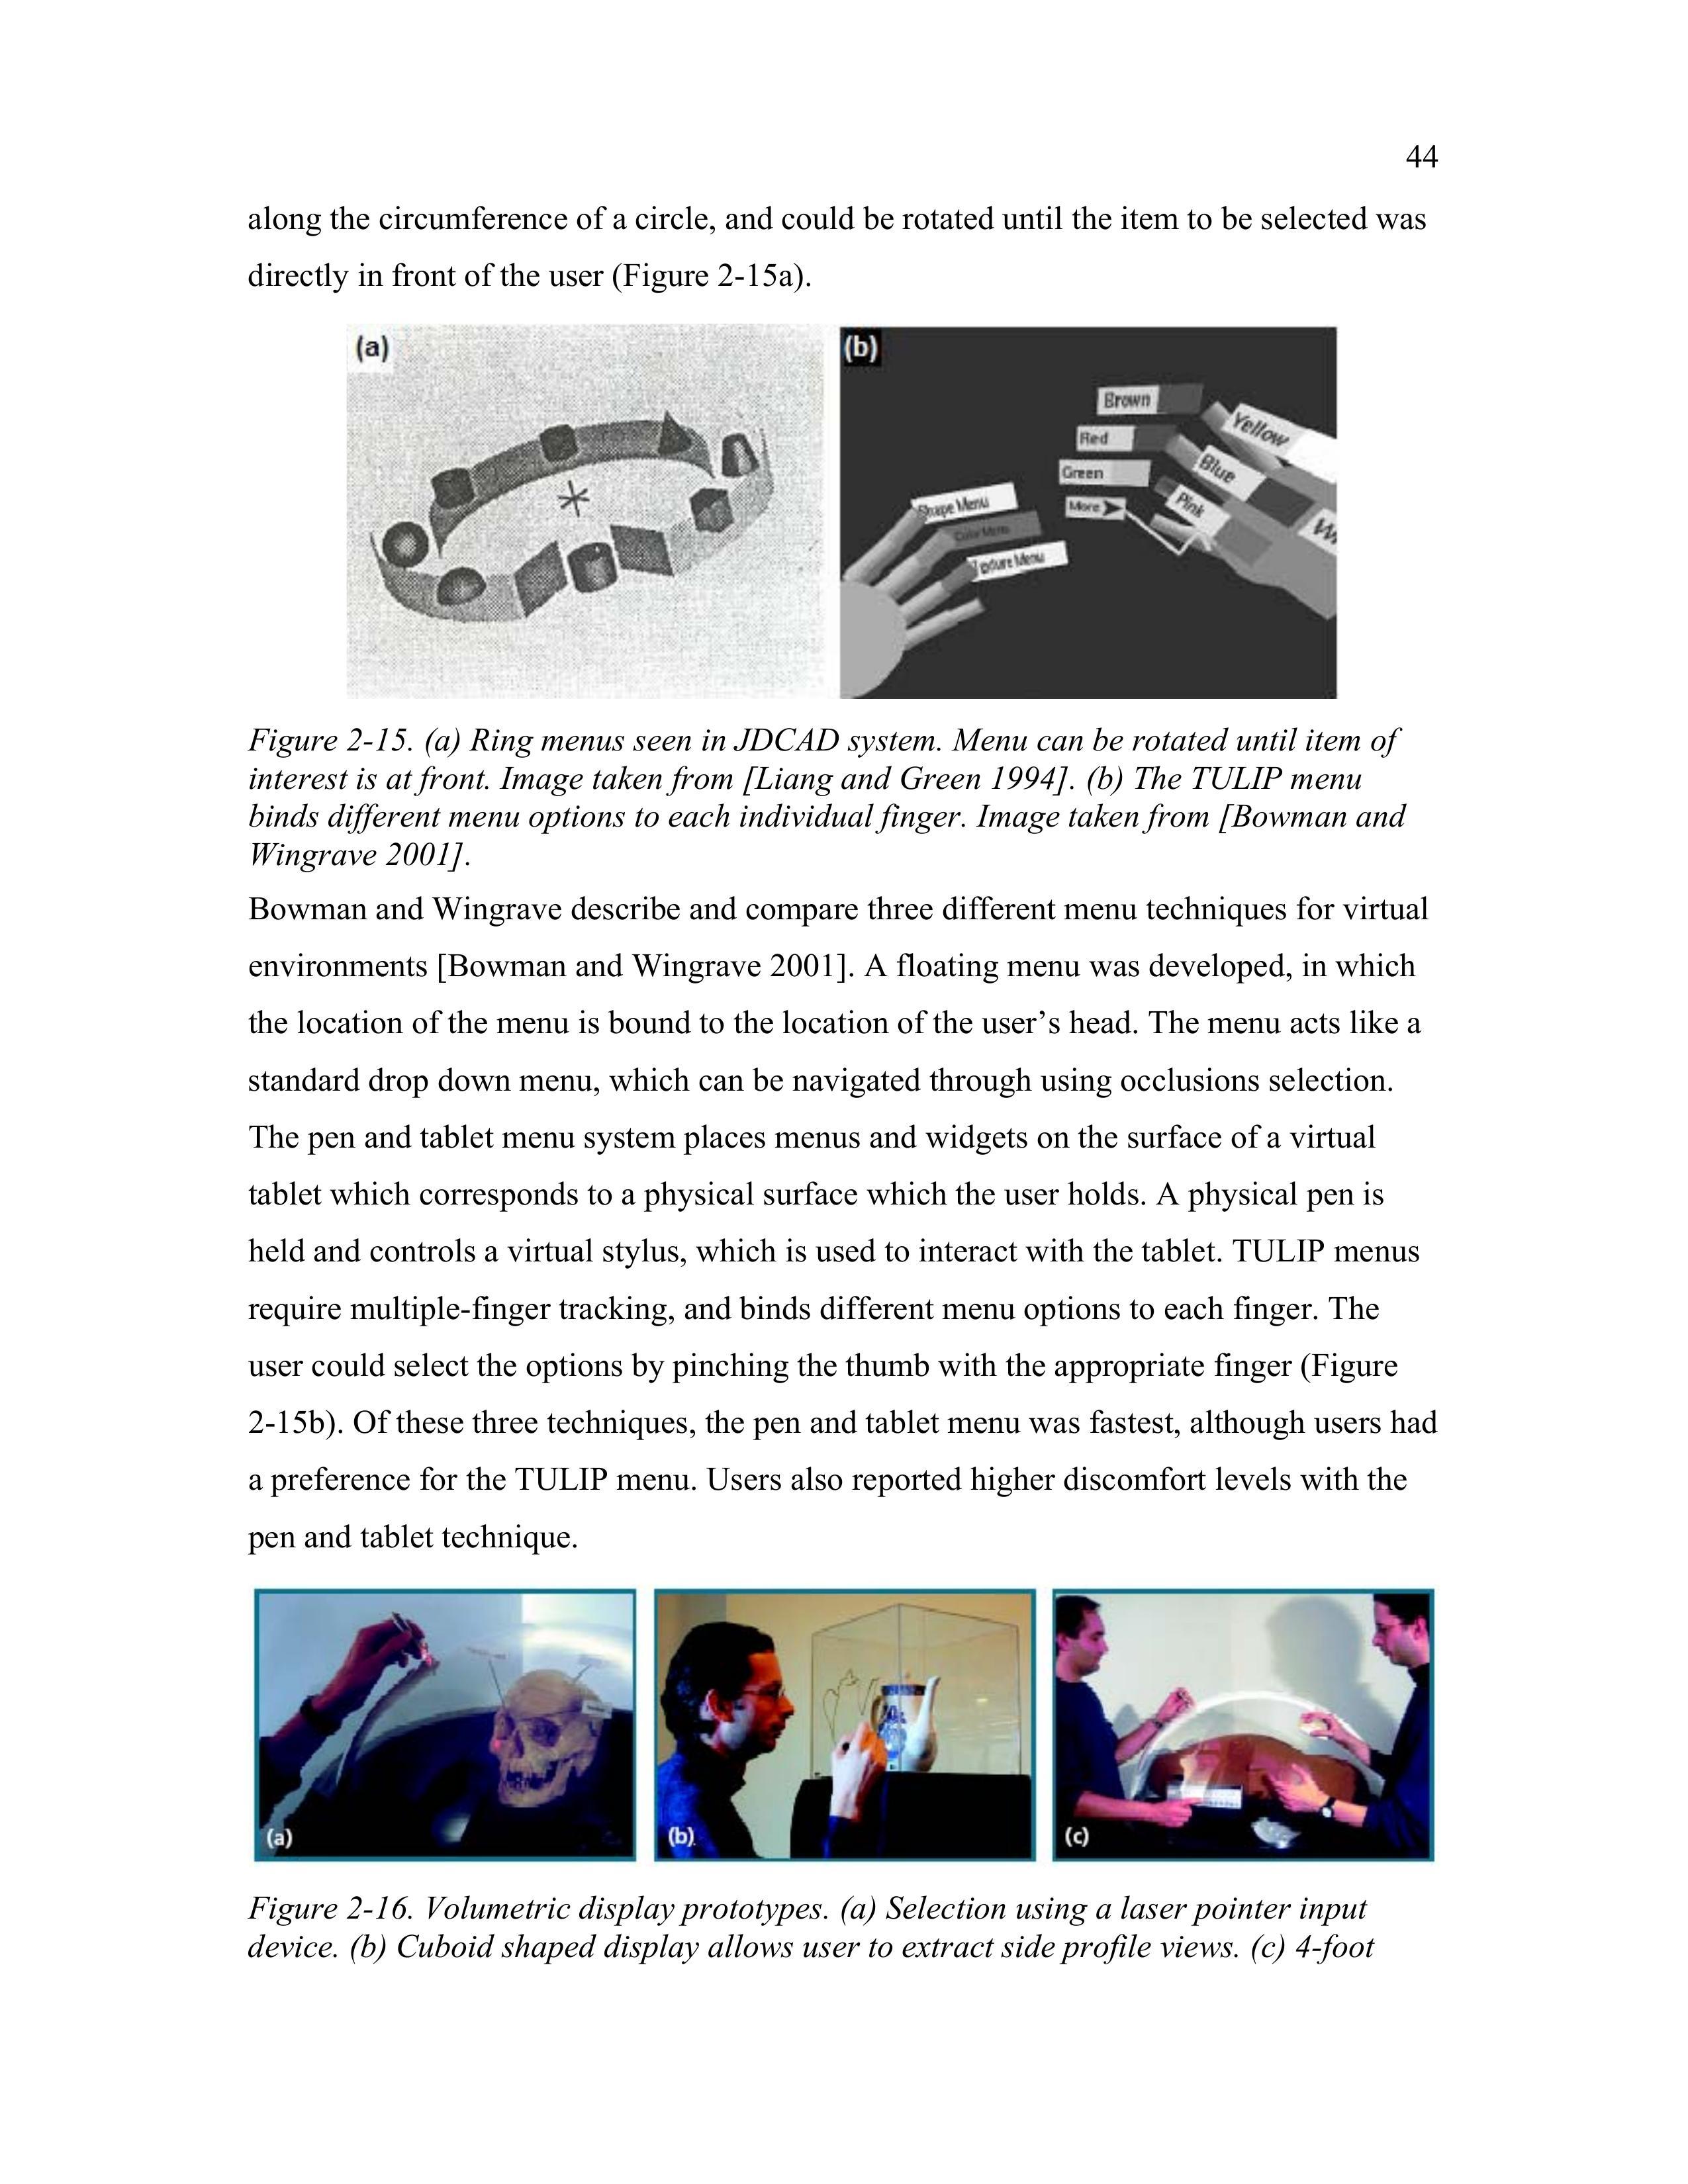 44
along the circumference of a circle, and could be rotated until the item to be selected was
directly in front of the user (Figure 2-15a).
(a)
(b)
Brown
Yellow
Red
Blue
Green
Pink
More
Shape Menu
Color Menu
Texture Menu
Figure 2-15. (a) Ring menus seen in JDCAD system. Menu can be rotated until item of
interest is at front. Image taken from [Liang and Green 1994]. (b) The TULIP menu
binds different menu options to each individual finger. Image taken from [Bowman and
Wingrave 2001].
Bowman and Wingrave describe and compare three different menu techniques for virtual
environments [Bowman and Wingrave 2001]. A floating menu was developed, in which
the location of the menu is bound to the location of the user’s head. The menu acts like a
standard drop down menu, which can be navigated through using occlusions selection.
The pen and tablet menu system places menus and widgets on the surface of a virtual
tablet which corresponds to a physical surface which the user holds. A physical pen is
held and controls a virtual stylus, which is used to interact with the tablet. TULIP menus
require multiple-finger tracking, and binds different menu options to each finger. The
user could select the options by pinching the thumb with the appropriate finger (Figure
2-15b). Of these three techniques, the pen and tablet menu was fastest, although users had
a preference for the TULIP menu. Users also reported higher discomfort levels with the
pen and tablet technique.
(a)
(b)
(c)
Figure 2-16. Volumetric display prototypes. (a) Selection using a laser pointer input
device. (b) Cuboid shaped display allows user to extract side profile views. (c) 4-foot